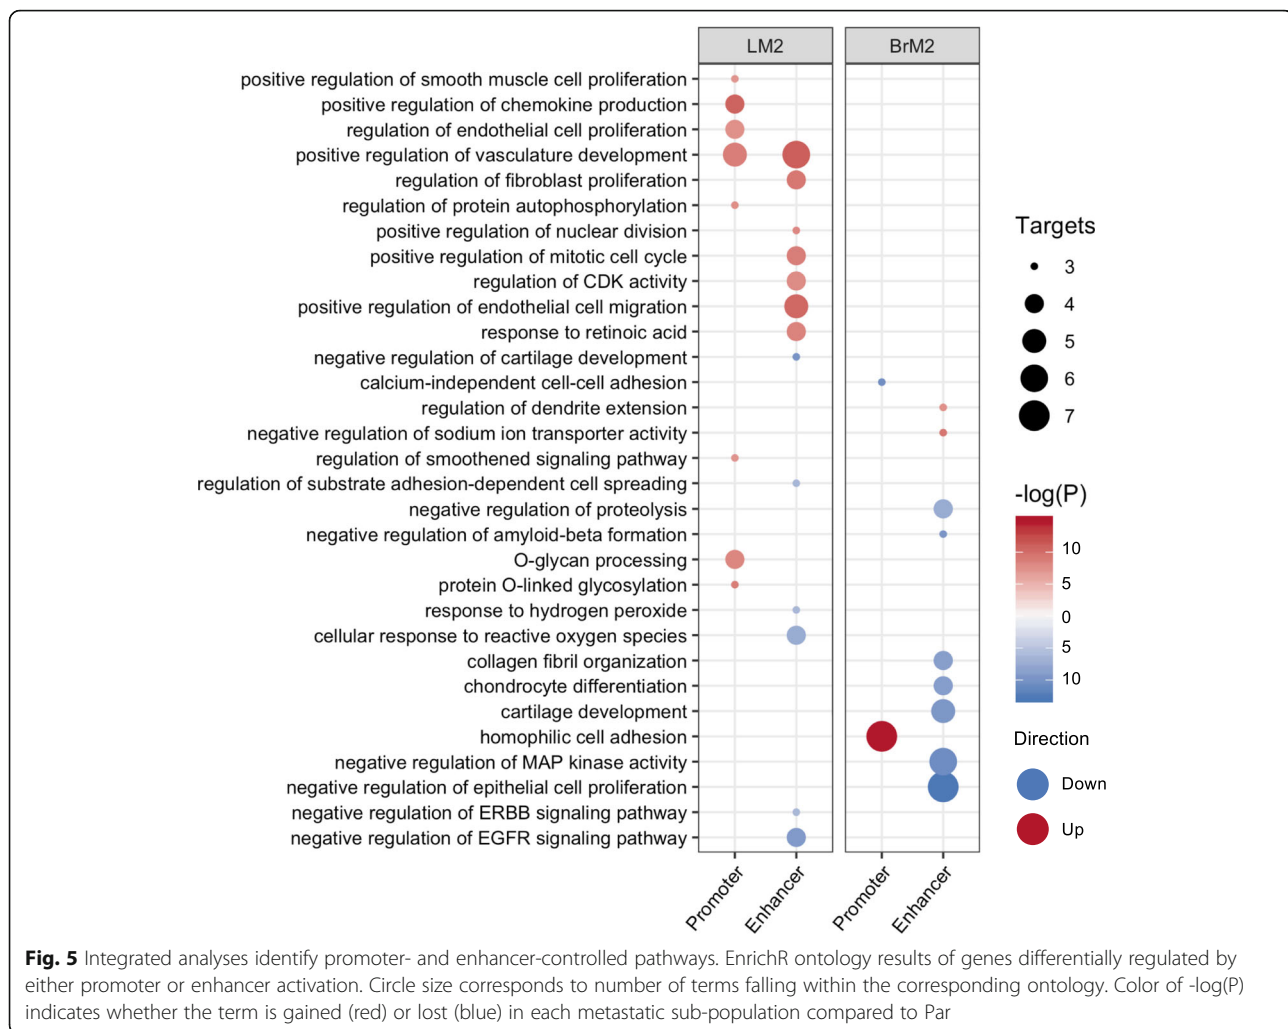 LM2 BrM2
positive regulation of smooth muscle cell proliferation
positive regulation of chemokine production
regulation of endothelial cell proliferation
positive regulation of vasculature development
regulation of fibroblast proliferation
regulation of protein autophosphorylation
positive regulation of nuclear division
positive regulation of mitotic cell cycle
regulation of CDK activity
positive regulation of endothelial cell migration
response to retinoic acid
negative regulation of cartilage development
calcium-independent cell-cell adhesion
regulation of dendrite extension
negative regulation of sodium ion transporter activity
regulation of smoothened signaling pathway
regulation of substrate adhesion-dependent cell spreading
negative regulation of proteolysis
negative regulation of amyloid-beta formation
O-glycan processing
protein O-linked glycosylation
response to hydrogen peroxide
cellular response to reactive oxygen species
collagen fibril organization
chondrocyte differentiation
cartilage development
homophilic cell adhesion
negative regulation of MAP kinase activity
negative regulation of epithelial cell proliferation
negative regulation of ERBB signaling pathway
negative regulation of EGFR signaling pathway
Promoter
Enhancer
Promoter
Enhancer
Targets
3
4
5
6
7
-log(P)
10
5
0
5
10
Direction
Down
Up
Fig. 5 Integrated analyses identify promoter- and enhancer-controlled pathways. EnrichR ontology results of genes differentially regulated by
either promoter or enhancer activation. Circle size corresponds to number of terms falling within the corresponding ontology. Color of -log(P)
indicates whether the term is gained (red) or lost (blue) in each metastatic sub-population compared to Par